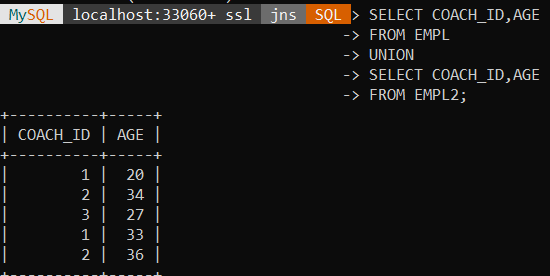 MySQL localhost:33060+ ssl jns SQL > SELECT COACH_ID,AGE
-> FROM EMPL
-> UNION
-> SELECT COACH_ID,AGE
-> FROM EMPL2;
+----------+-----+
| COACH_ID | AGE |
+----------+-----+
| 1 | 20 |
| 2 | 34 |
| 3 | 27 |
| 1 | 33 |
| 2 | 36 |
+----------+-----+